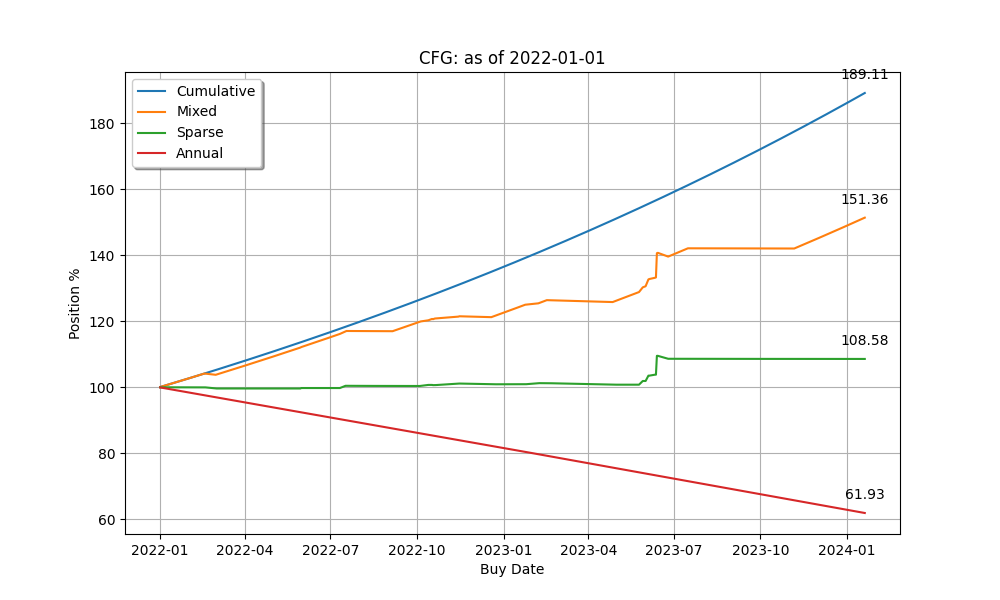 CFG: as of 2022-01-01
Cumulative
Mixed
Sparse
Annual
189.11
151.36
108.58
61.93
180
160
140
120
100
80
60
Position %
2022-01 2022-04 2022-07 2022-10 2023-01 2023-04 2023-07 2023-10 2024-01
Buy Date